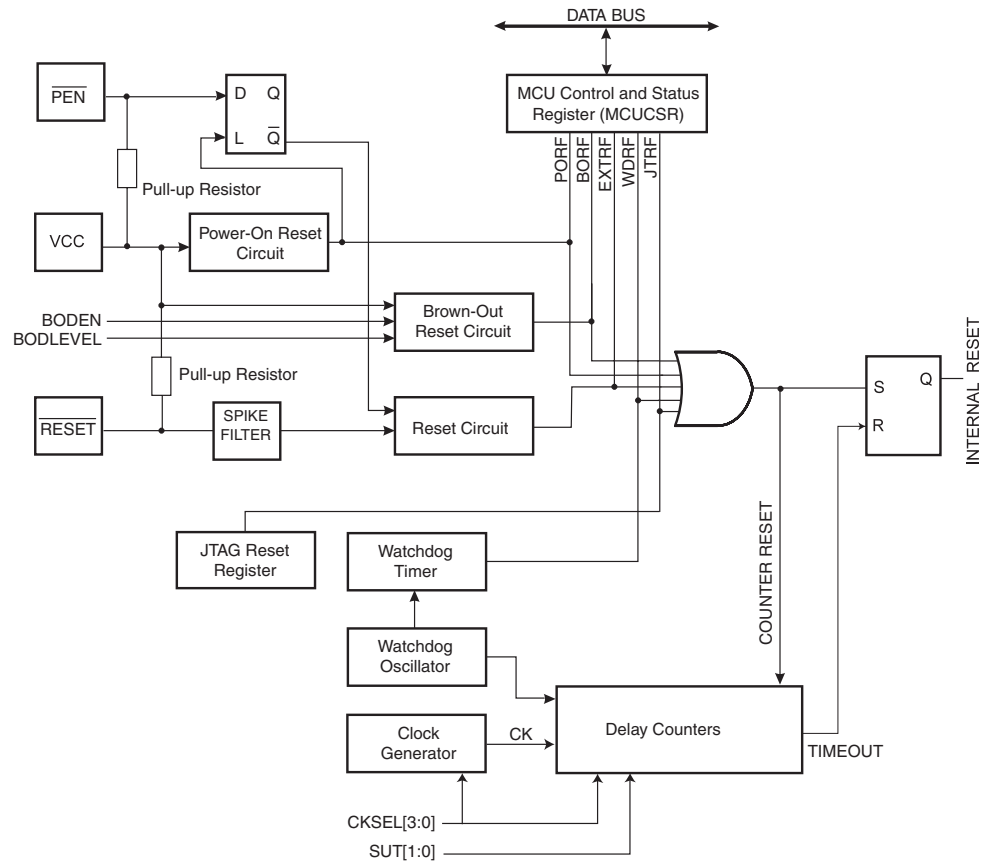 DATA BUS
MCU Control and Status
Register (MCUCSR)
PORF
BORF
EXTRF
WDRF
JTRF
PEN
D Q
L Q
Pull-up Resistor
VCC
Power-On Reset
Circuit
BODEN
BODLEVEL
Brown-Out
Reset Circuit
Pull-up Resistor
RESET
SPIKE
FILTER
Reset Circuit
S
Q
R
INTERNAL RESET
JTAG Reset
Register
Watchdog
Timer
COUNTER RESET
Watchdog
Oscillator
Clock
Generator
CK
Delay Counters
TIMEOUT
CKSEL[3:0]
SUT[1:0]